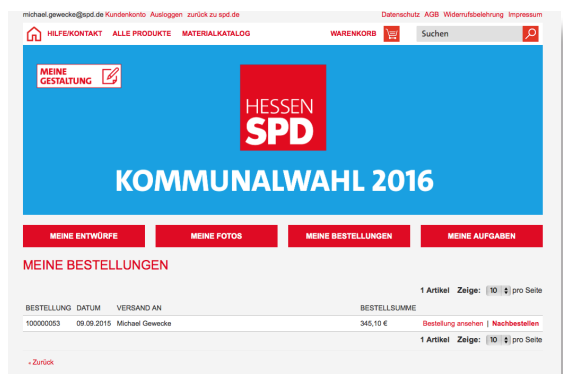 michael.gewecke@spd.de Kundenkonto Ausloggen zurück zu spd.de Datenschutz AGB Widerrufsbelehrung Impressum
HILFE/KONTAKT ALLE PRODUKTE MATERIALKATALOG WARENKORB Suchen
MEINE
GESTALTUNG
HESSEN
SPD
KOMMUNALWAHL 2016
MEINE ENTWÜRFE MEINE FOTOS MEINE BESTELLUNGEN MEINE AUFGABEN
MEINE BESTELLUNGEN
1 Artikel Zeige: 10 pro Seite
BESTELLUNG DATUM VERSAND AN BESTELLSUMME
100000053 09.09.2015 Michael Gewecke 345,10 € Bestellung ansehen | Nachbestellen
1 Artikel Zeige: 10 pro Seite
« Zurück